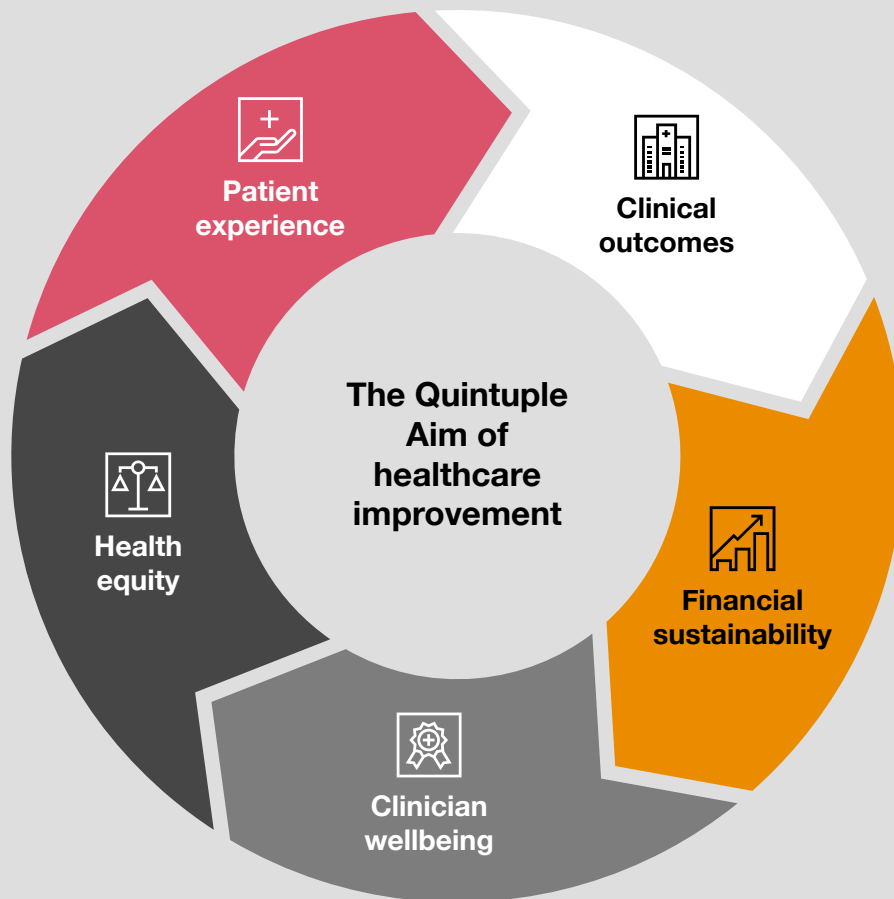 Patient
experience
Clinical
outcomes
The Quintuple
Aim of
healthcare
improvement
Health
equity
Financial
sustainability
Clinician
wellbeing